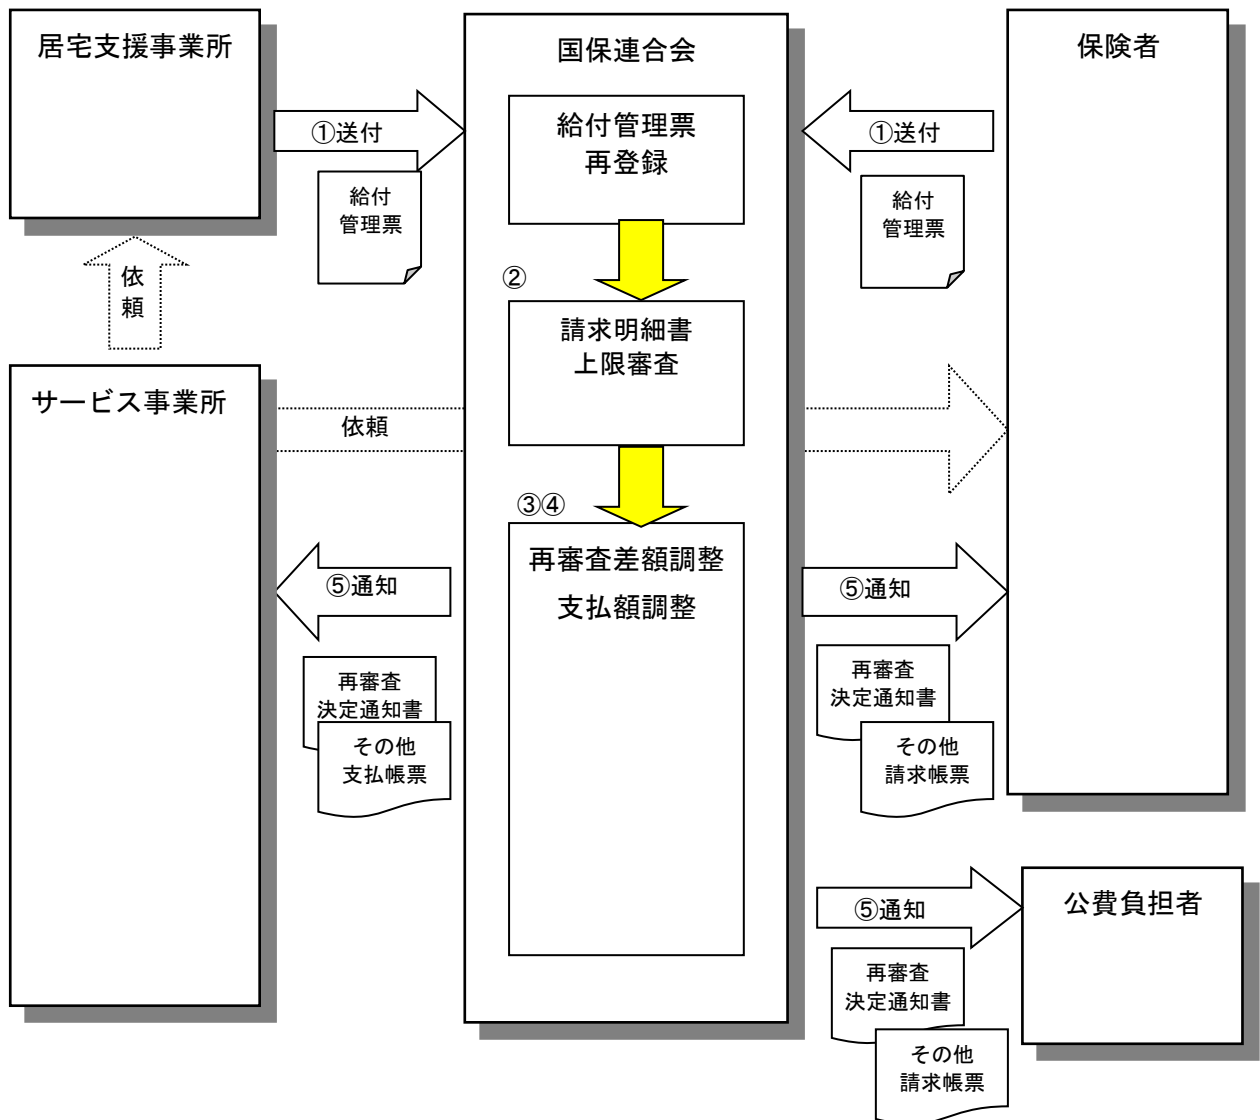 居宅支援事業所
国保連合会
保険者
給付管理票
再登録
①送付
①送付
給付
管理票
給付
管理票
依
頼
②
請求明細書
上限審査
サービス事業所
依頼
③④
再審査差額調整
支払額調整
⑤通知
⑤通知
再審査
決定通知書
その他
支払帳票
再審査
決定通知書
その他
請求帳票
⑤通知
公費負担者
再審査
決定通知書
その他
請求帳票